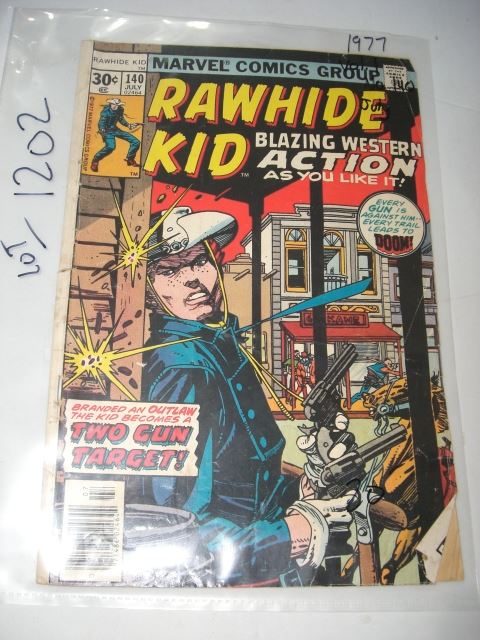 1977
LOT/ 1202
RAWHIDE KID
30¢
140
JULY
02464
MARVEL® COMICS GROUP
RAWHIDE
KID™
BLAZING WESTERN
ACTION
AS YOU LIKE IT!
EVERY
GUN IS
AGAINST HIM--
EVERY TRAIL
LEADS TO
DOOM!
BRANDED AN OUTLAW
THE KID BECOMES A
TWO GUN
TARGET!